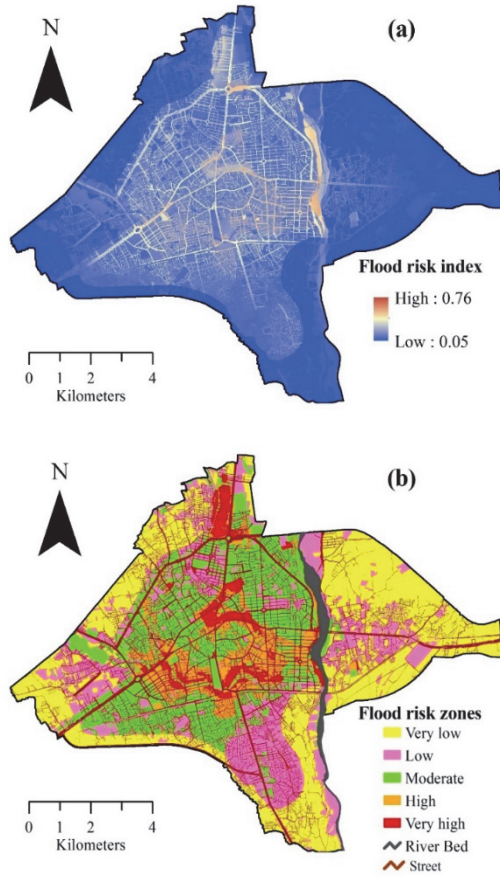 N
(a)
Flood risk index
High : 0.76
Low : 0.05
0 1 2 4
Kilometers
N
(b)
Flood risk zones
Very low
Low
Moderate
High
Very high
River Bed
Street
0 1 2 4
Kilometers